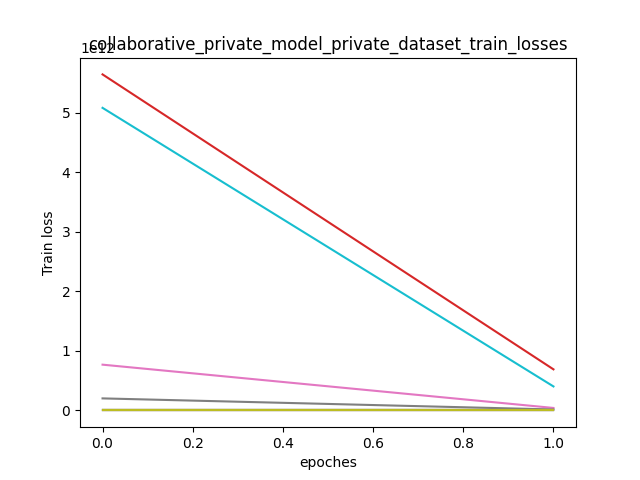 collaborative_private_model_private_dataset_train_losses
1e12
5
4
3
2
1
0
Train loss
0.0 0.2 0.4 0.6 0.8 1.0
epoches